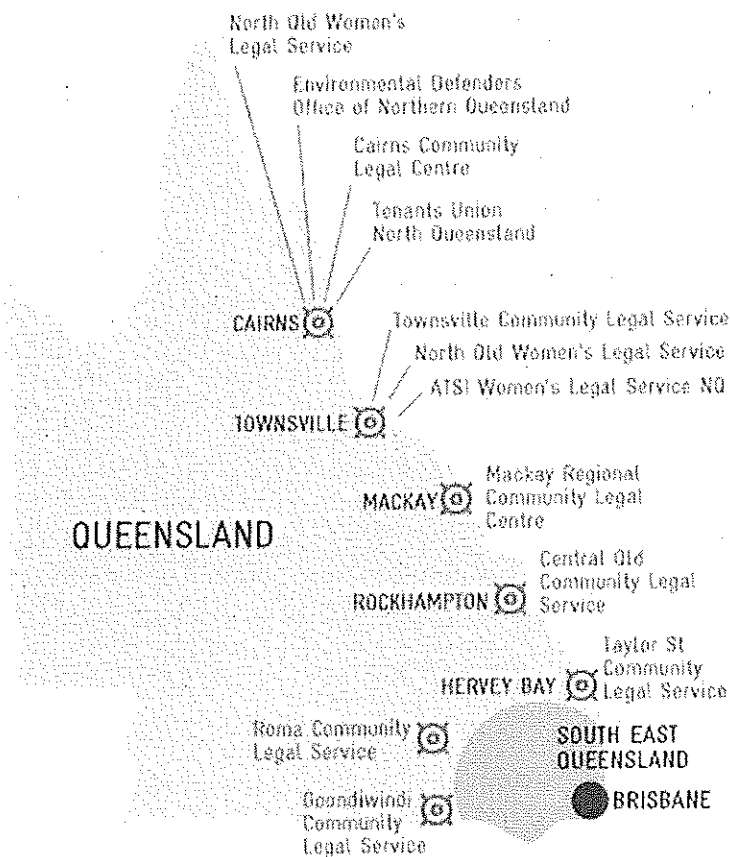 North Qld Women's
Legal Service
Environmental Defenders
Office of Northern Queensland
Cairns Community
Legal Centre
Tenants Union
North Queensland
CAIRNS
Townsville Community Legal Service
North Qld Women's Legal Service
ATSI Women's Legal Service NQ
TOWNSVILLE
MACKAY
Mackay Regional
Community Legal
Centre
QUEENSLAND
Central Qld
Community Legal
Service
ROCKHAMPTON
Taylor St
Community
Legal Service
HERVEY BAY
Roma Community
Legal Service
SOUTH EAST
QUEENSLAND
BRISBANE
Goondiwindi
Community
Legal Service